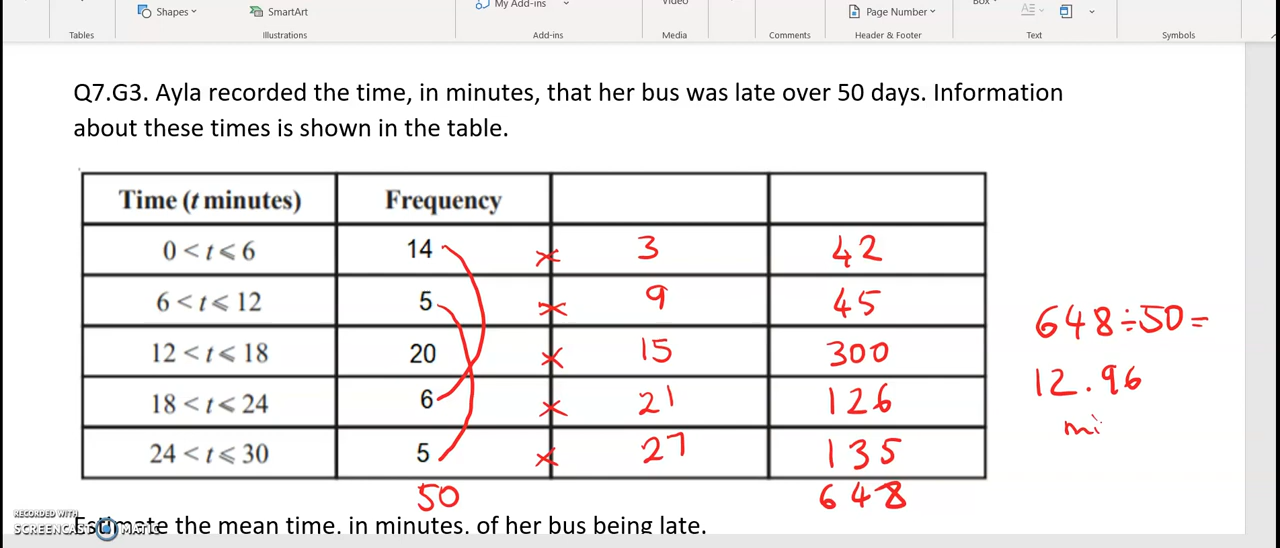 My Add-ins
Video
Box
Shapes
SmartArt
Page Number
Tables
Illustrations
Add-ins
Media
Comments
Header & Footer
Text
Symbols
Q7.G3. Ayla recorded the time, in minutes, that her bus was late over 50 days. Information
about these times is shown in the table.
Time (t minutes) Frequency
0 < t ⩽ 6 14 × 3 42
6 < t ⩽ 12 5 × 9 45
12 < t ⩽ 18 20 × 15 300
18 < t ⩽ 24 6 × 21 126
24 < t ⩽ 30 5 × 27 135
50 648
648 ÷ 50 =
12.96
mi
Estimate the mean time, in minutes, of her bus being late.
RECORDED WITH
SCREENCAST MATIC